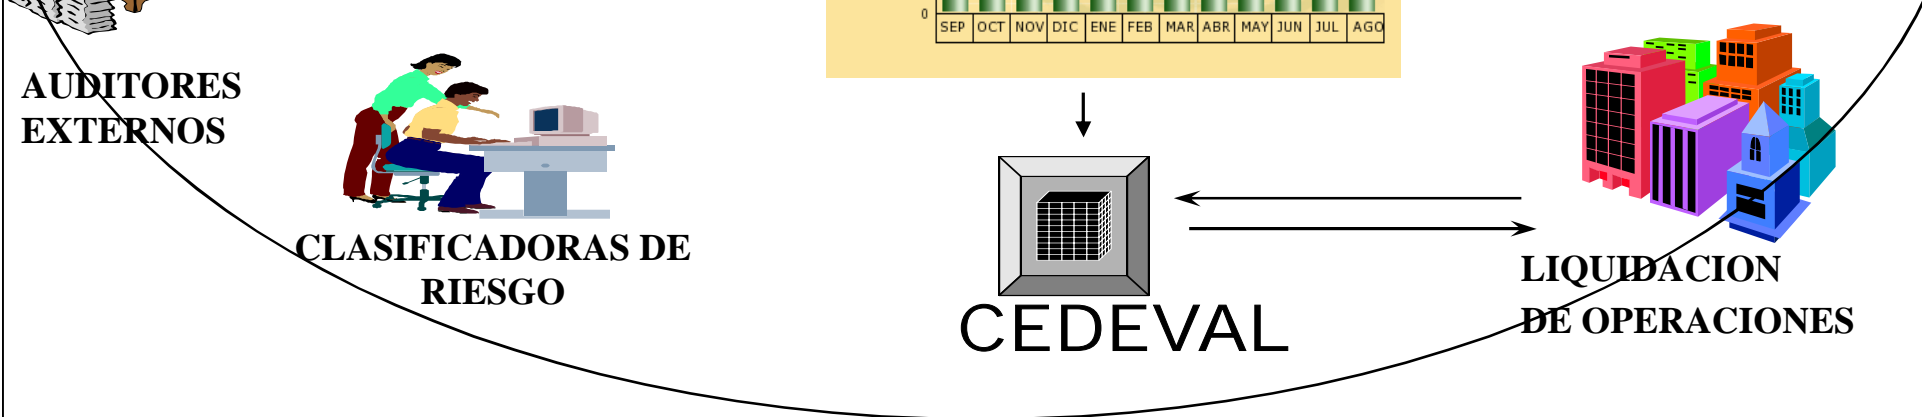 0
SEP OCT NOV DIC ENE FEB MAR ABR MAY JUN JUL AGO
AUDITORES
EXTERNOS
CLASIFICADORAS DE
RIESGO
CEDEVAL
LIQUIDACION
DE OPERACIONES